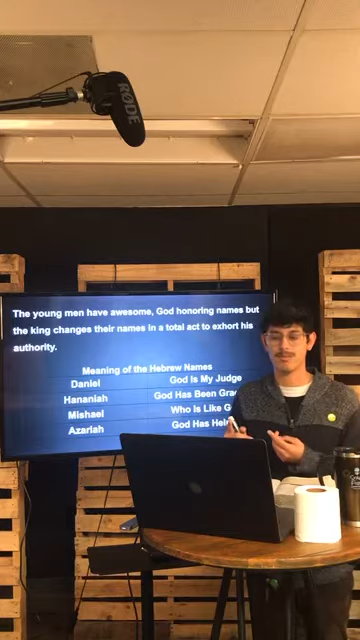 RØDE
The young men have awesome, God honoring names but
the king changes their names in a total act to exhort his
authority.
Meaning of the Hebrew Names
Daniel God Is My Judge
Hananiah God Has Been
Mishael Who Is Like
Azariah God Has